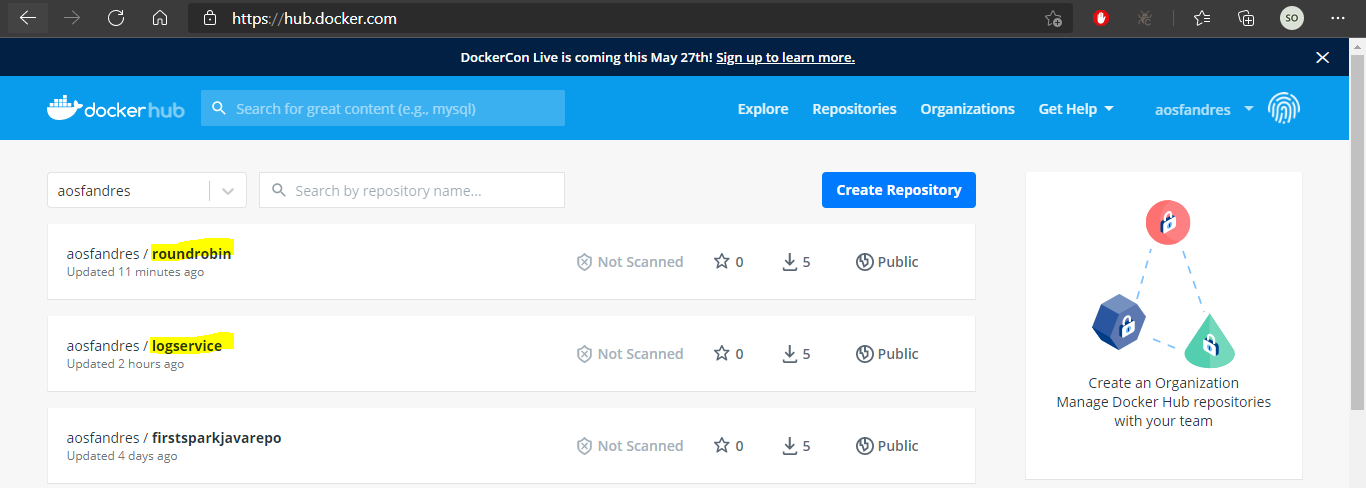 https://hub.docker.com
SO
DockerCon Live is coming this May 27th! Sign up to learn more.
docker hub
Search for great content (e.g., mysql)
Explore
Repositories
Organizations
Get Help
aosfandres
aosfandres
Search by repository name...
Create Repository
aosfandres / roundrobin
Updated 11 minutes ago
Not Scanned
0
5
Public
aosfandres / logservice
Updated 2 hours ago
Not Scanned
0
5
Public
aosfandres / firstsparkjavarepo
Updated 4 days ago
Not Scanned
0
5
Public
Create an Organization
Manage Docker Hub repositories
with your team